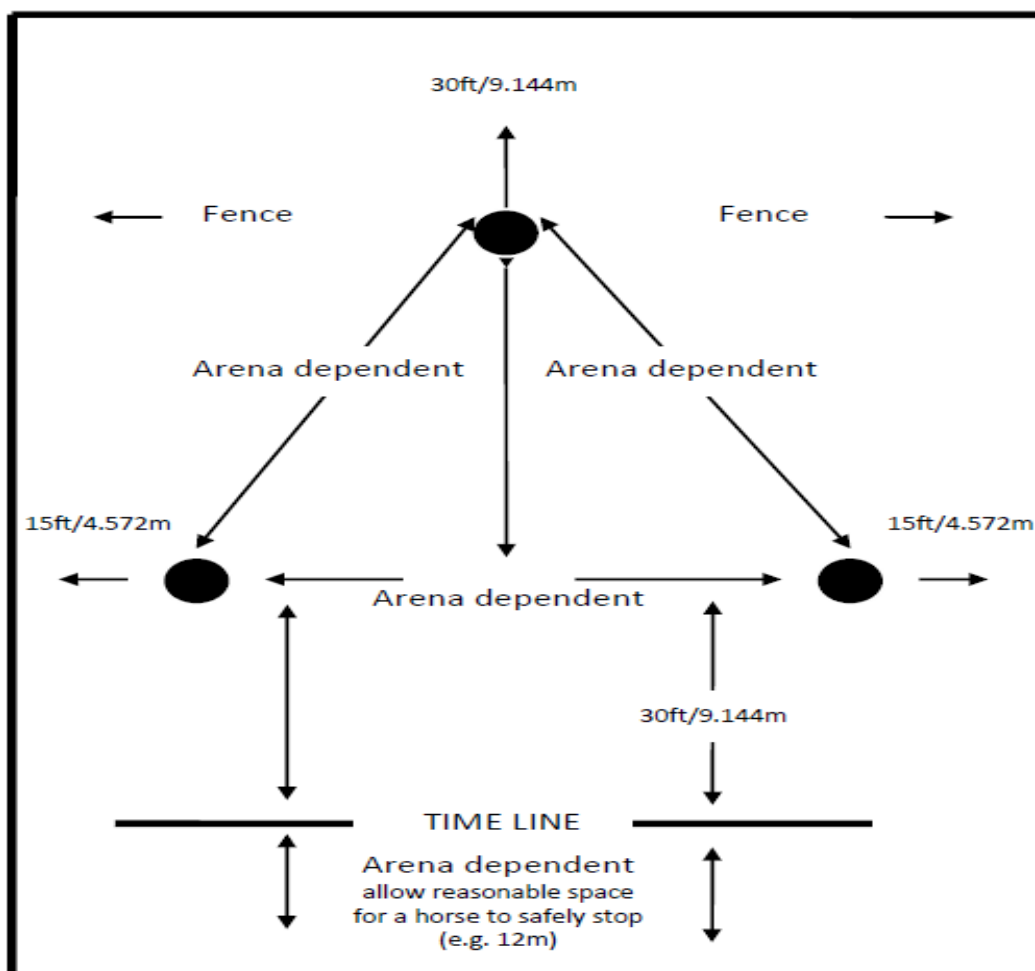 30ft/9.144m
Fence
Fence
Arena dependent
Arena dependent
15ft/4.572m
15ft/4.572m
Arena dependent
30ft/9.144m
TIME LINE
Arena dependent
allow reasonable space
for a horse to safely stop
(e.g. 12m)